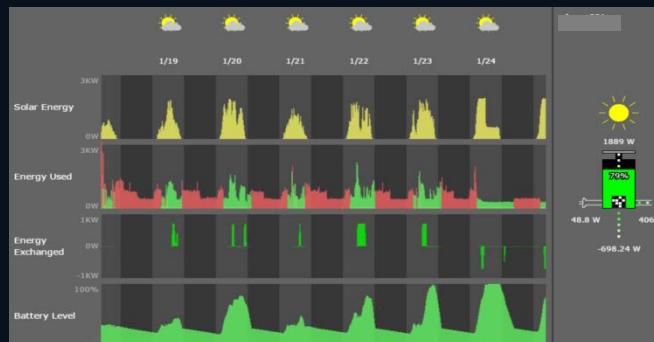 1/19 1/20 1/21 1/22 1/23 1/24
3KW
Solar Energy
0W
3KW
Energy Used
0W
1KW
Energy
Exchanged
0W
-1KW
100%
Battery Level
1889 W
79%
48.8 W
406
-698.24 W